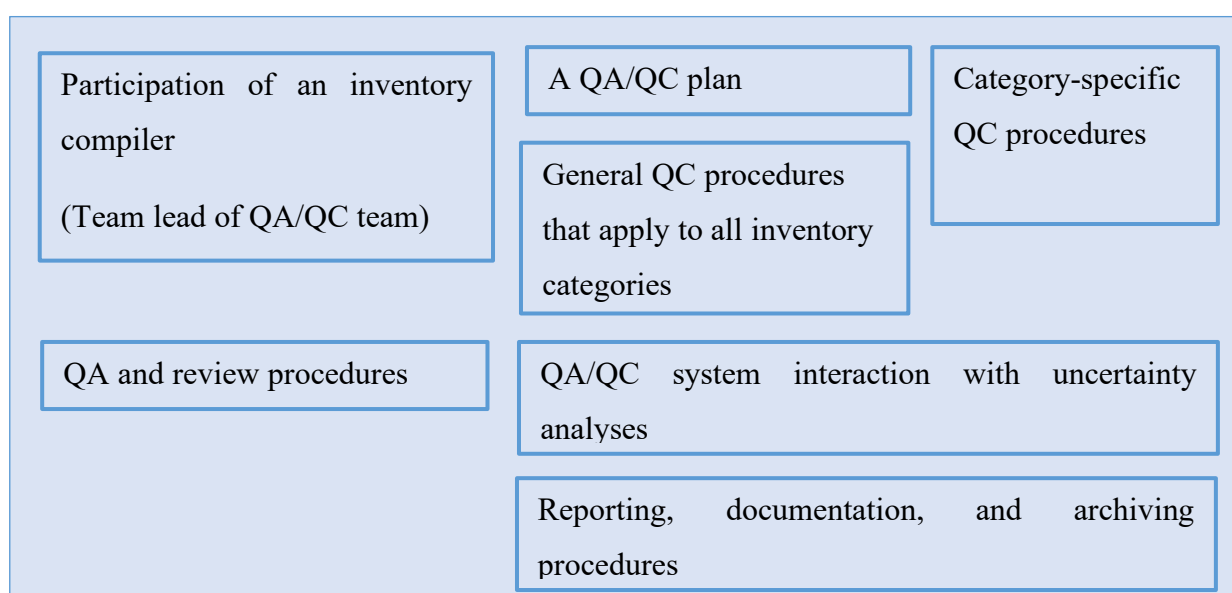 Participation of an inventory
compiler
(Team lead of QA/QC team)
A QA/QC plan
General QC procedures
that apply to all inventory
categories
Category-specific
QC procedures
QA and review procedures
QA/QC system interaction with uncertainty
analyses
Reporting, documentation, and archiving
procedures